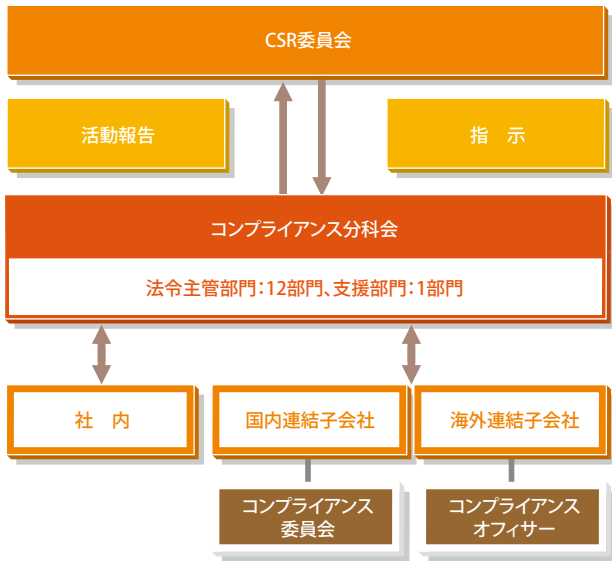 CSR委員会
活動報告
指　示
コンプライアンス分科会
法令主管部門：12部門、支援部門：1部門
社　内
国内連結子会社
海外連結子会社
コンプライアンス
委員会
コンプライアンス
オフィサー